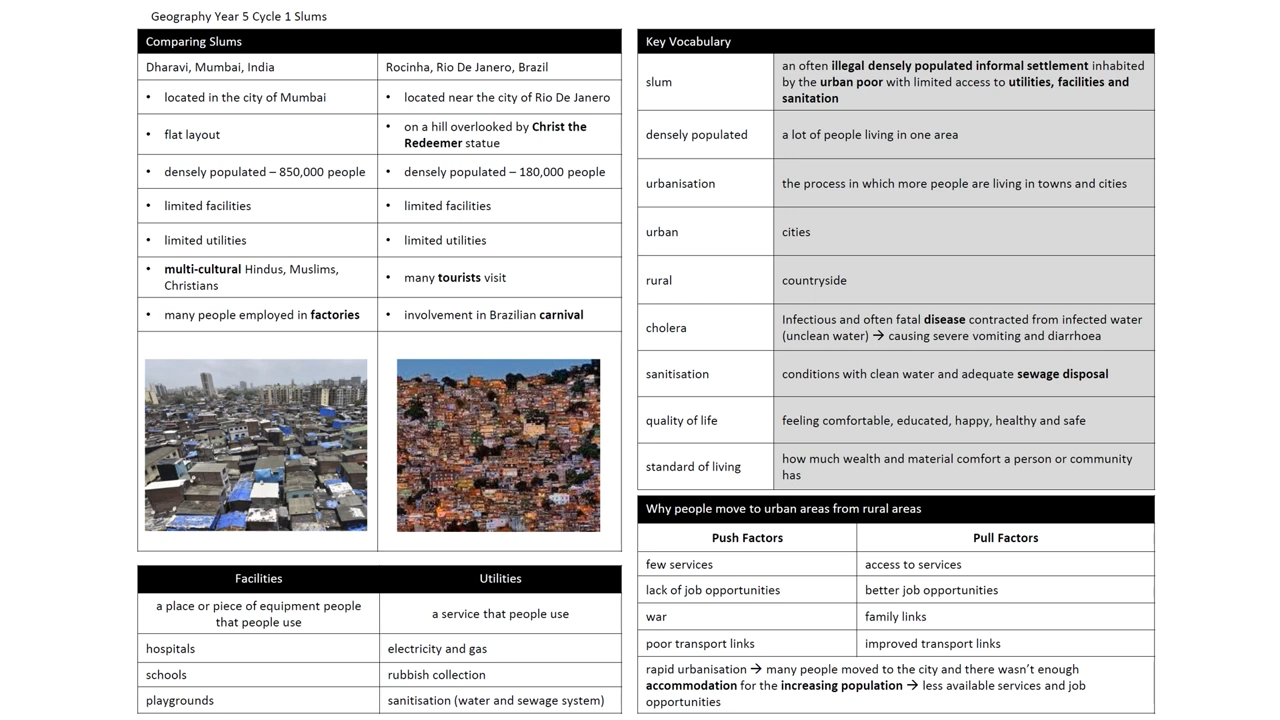 Geography Year 5 Cycle 1 Slums
Comparing Slums
Dharavi, Mumbai, India
Rocinha, Rio De Janero, Brazil
• located in the city of Mumbai
• located near the city of Rio De Janero
• flat layout
• on a hill overlooked by Christ the
Redeemer statue
• densely populated – 850,000 people
• densely populated – 180,000 people
• limited facilities
• limited facilities
• limited utilities
• limited utilities
• multi-cultural Hindus, Muslims,
Christians
• many tourists visit
• many people employed in factories
• involvement in Brazilian carnival
Facilities
Utilities
a place or piece of equipment people
that people use
a service that people use
hospitals
electricity and gas
schools
rubbish collection
playgrounds
sanitisation (water and sewage system)
Key Vocabulary
slum
an often illegal densely populated informal settlement inhabited
by the urban poor with limited access to utilities, facilities and
sanitation
densely populated
a lot of people living in one area
urbanisation
the process in which more people are living in towns and cities
urban
cities
rural
countryside
cholera
Infectious and often fatal disease contracted from infected water
(unclean water) → causing severe vomiting and diarrhoea
sanitisation
conditions with clean water and adequate sewage disposal
quality of life
feeling comfortable, educated, happy, healthy and safe
standard of living
how much wealth and material comfort a person or community
has
Why people move to urban areas from rural areas
Push Factors
Pull Factors
few services
access to services
lack of job opportunities
better job opportunities
war
family links
poor transport links
improved transport links
rapid urbanisation → many people moved to the city and there wasn't enough
accommodation for the increasing population → less available services and job
opportunities